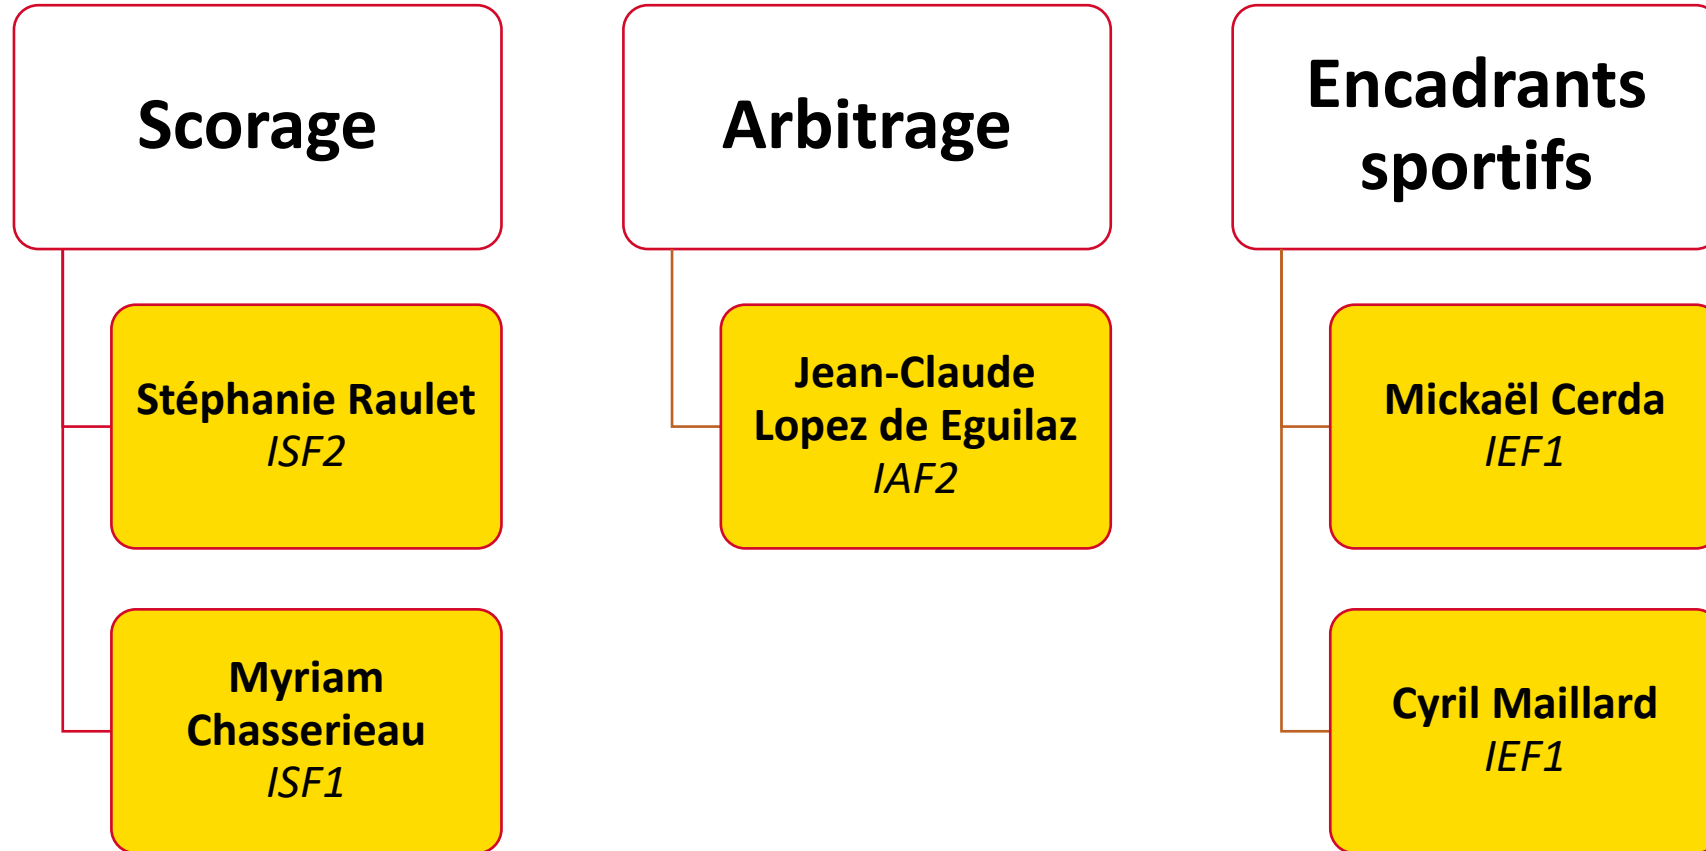 Scorage
Stéphanie Raulet
ISF2
Myriam
Chasserieau
ISF1
Arbitrage
Jean-Claude
Lopez de Eguilaz
IAF2
Encadrants
sportifs
Mickaël Cerda
IEF1
Cyril Maillard
IEF1